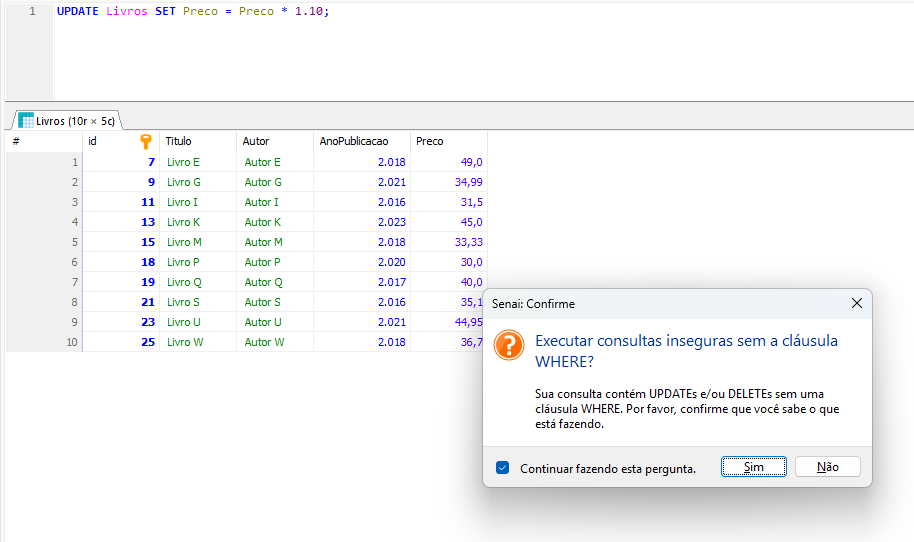 1 UPDATE Livros SET Preco = Preco * 1.10;
Livros (10r × 5c)
# id Titulo Autor AnoPublicacao Preco
1 7 Livro E Autor E 2.018 49,0
2 9 Livro G Autor G 2.021 34,99
3 11 Livro I Autor I 2.016 31,5
4 13 Livro K Autor K 2.023 45,0
5 15 Livro M Autor M 2.018 33,33
6 18 Livro P Autor P 2.020 30,0
7 19 Livro Q Autor Q 2.017 40,0
8 21 Livro S Autor S 2.016 35,1
9 23 Livro U Autor U 2.021 44,95
10 25 Livro W Autor W 2.018 36,7
Senai: Confirme
Executar consultas inseguras sem a cláusula
WHERE?
Sua consulta contém UPDATEs e/ou DELETEs sem uma
cláusula WHERE. Por favor, confirme que você sabe o que
está fazendo.
Continuar fazendo esta pergunta.
Sim
Não